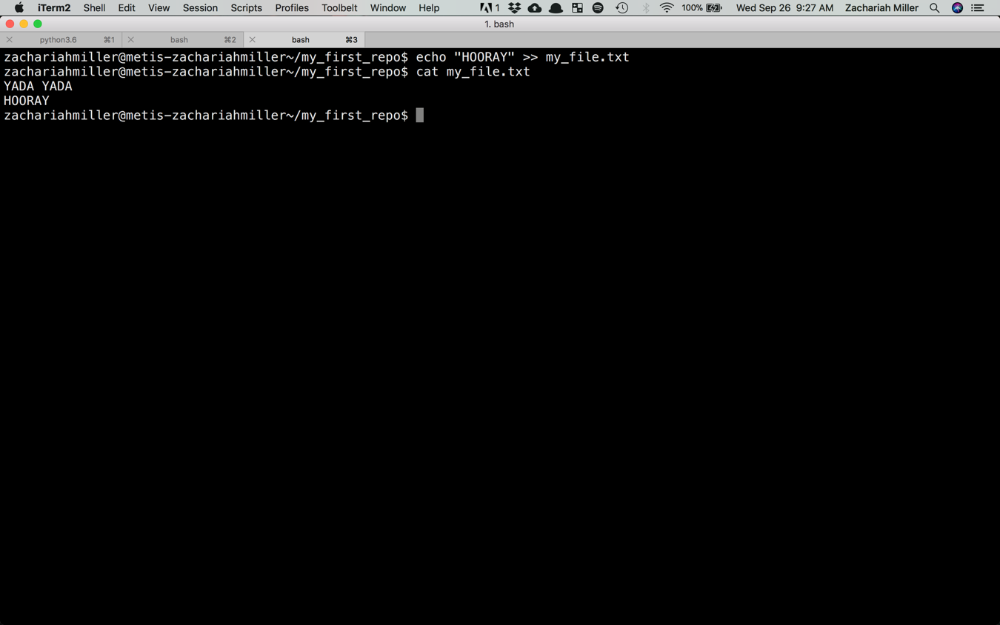 iTerm2 Shell Edit View Session Scripts Profiles Toolbelt Window Help 1 100% Wed Sep 26 9:27 AM Zachariah Miller
1. bash
python3.6 ⌘1 bash ⌘2 bash ⌘3
zachariahmiller@metis-zachariahmiller~/my_first_repo$ echo "HOORAY" >> my_file.txt
zachariahmiller@metis-zachariahmiller~/my_first_repo$ cat my_file.txt
YADA YADA
HOORAY
zachariahmiller@metis-zachariahmiller~/my_first_repo$